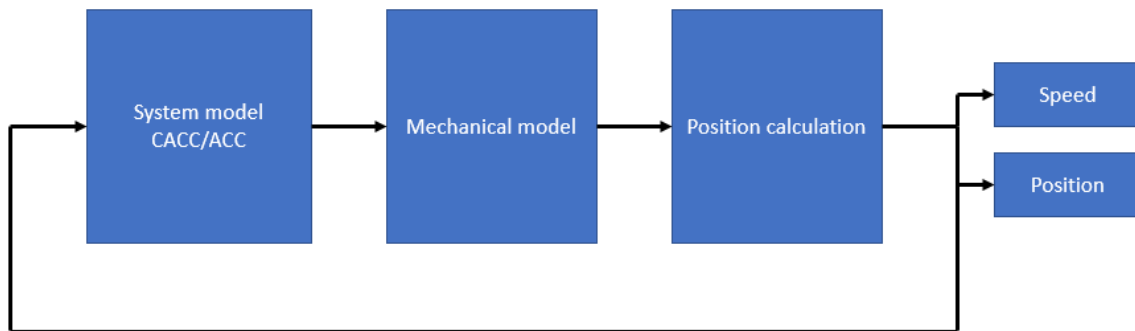 System model
CACC/ACC
Mechanical model
Position calculation
Speed
Position